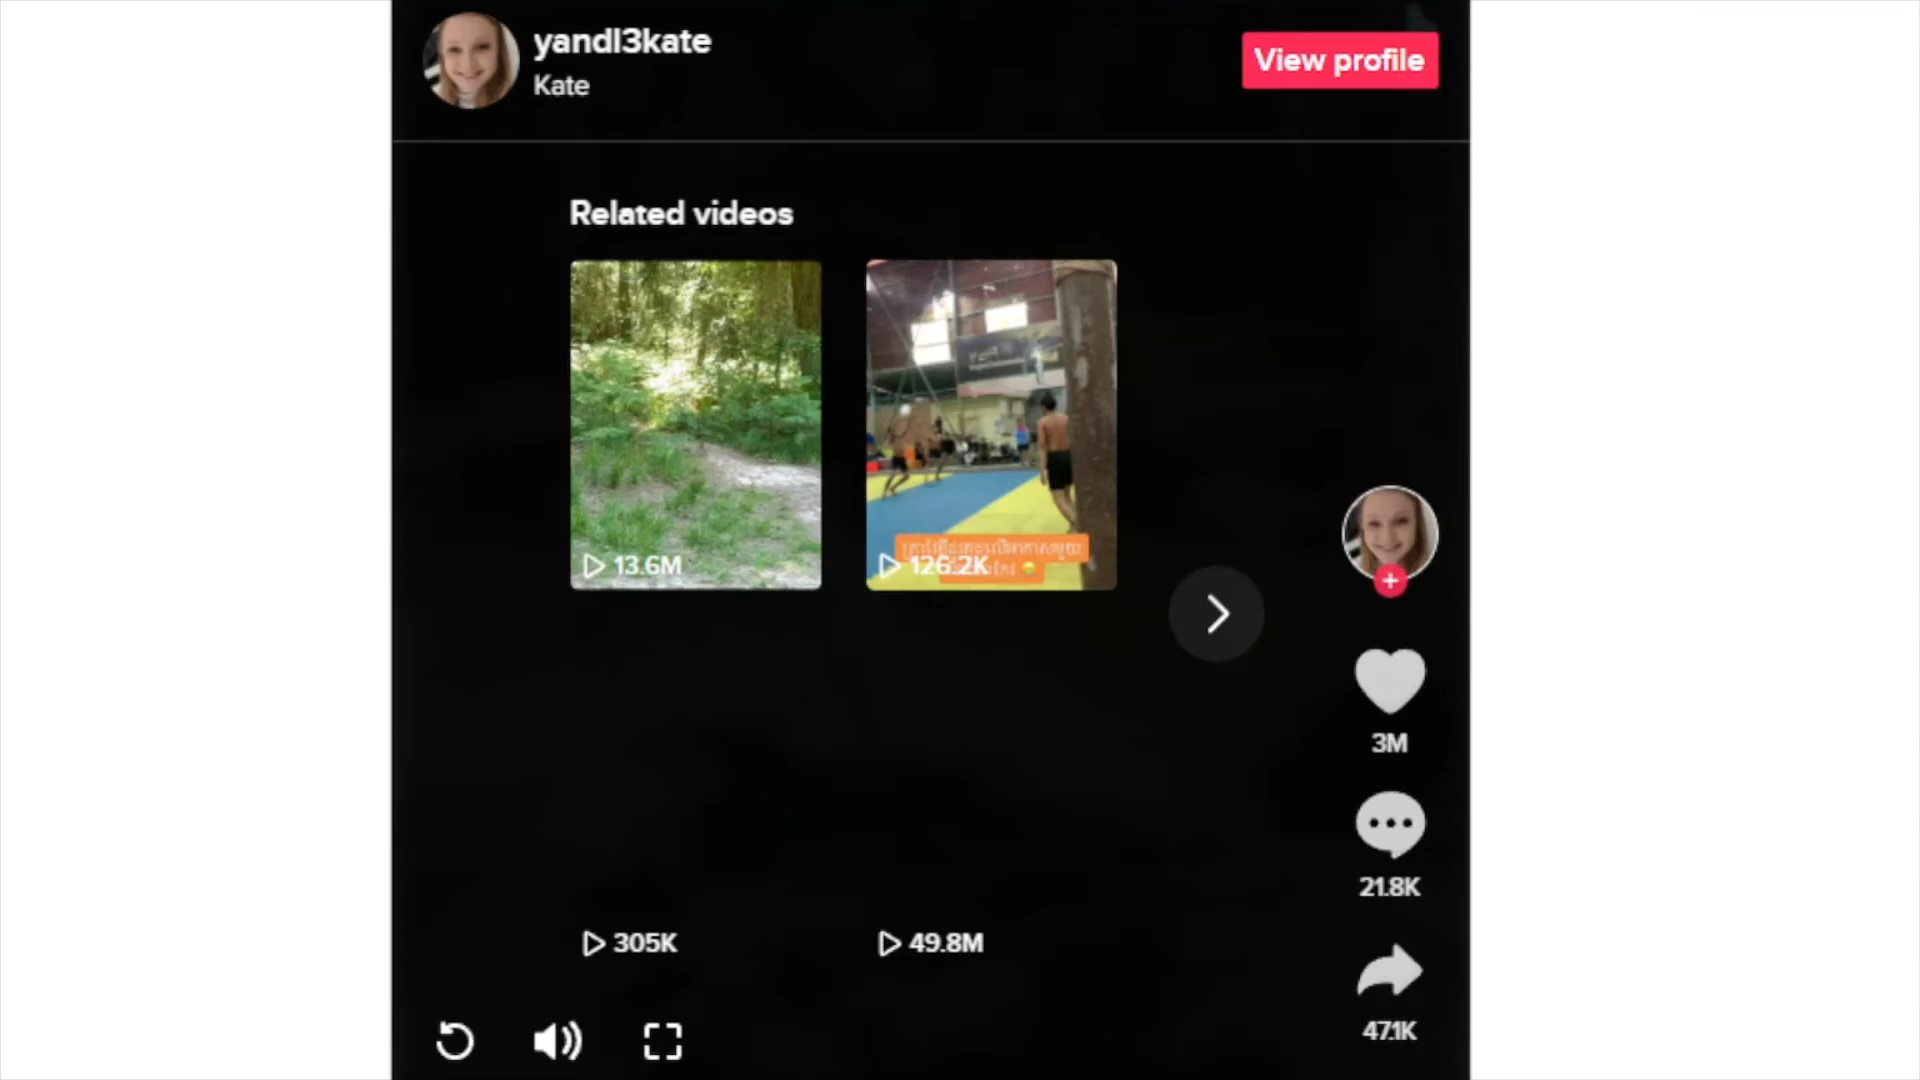 yandl3kate
Kate
View profile
Related videos
13.6M
126.2K
305K
49.8M
3M
21.8K
47.1K